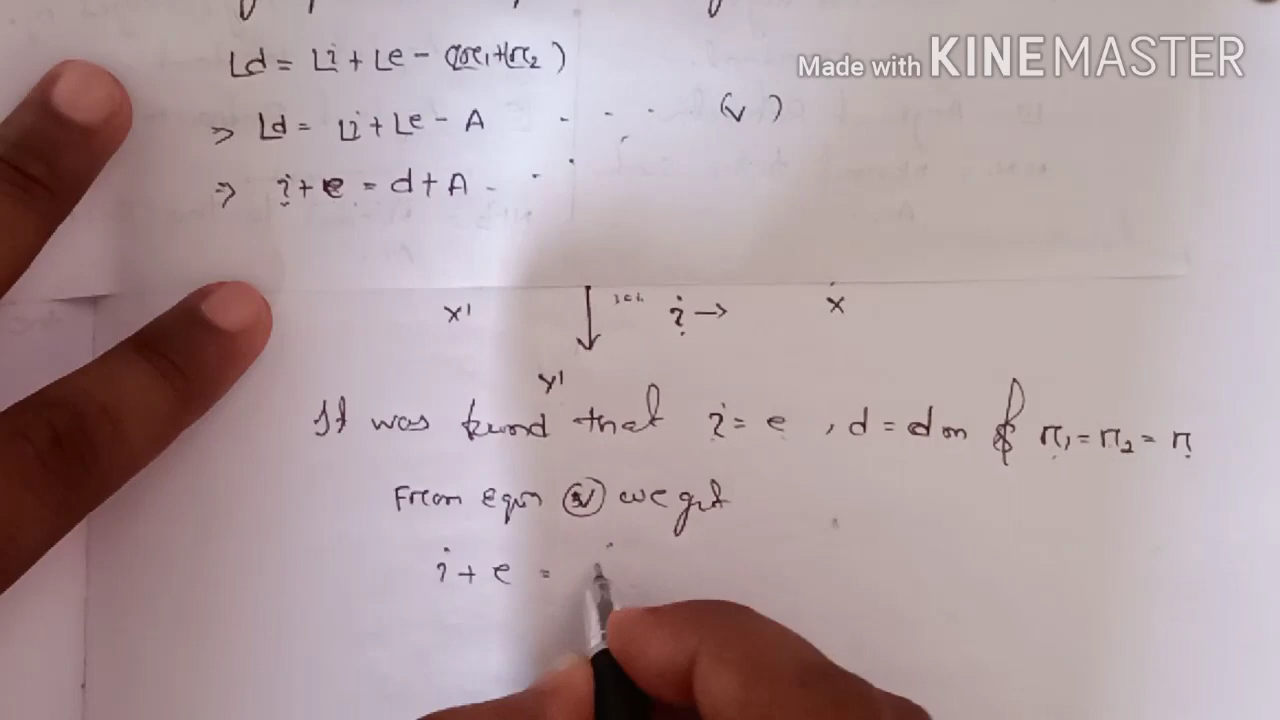 Made with KINEMASTER
∠d = ∠i + ∠e - (∠r₁+∠r₂)
⇒ ∠d = ∠i + ∠e - A . . . . (v)
⇒ i + e = d + A - .
x' i → x
y'
It was found that i = e , d = dm & r₁ = r₂ = r
From eqn (v) we get
i + e =